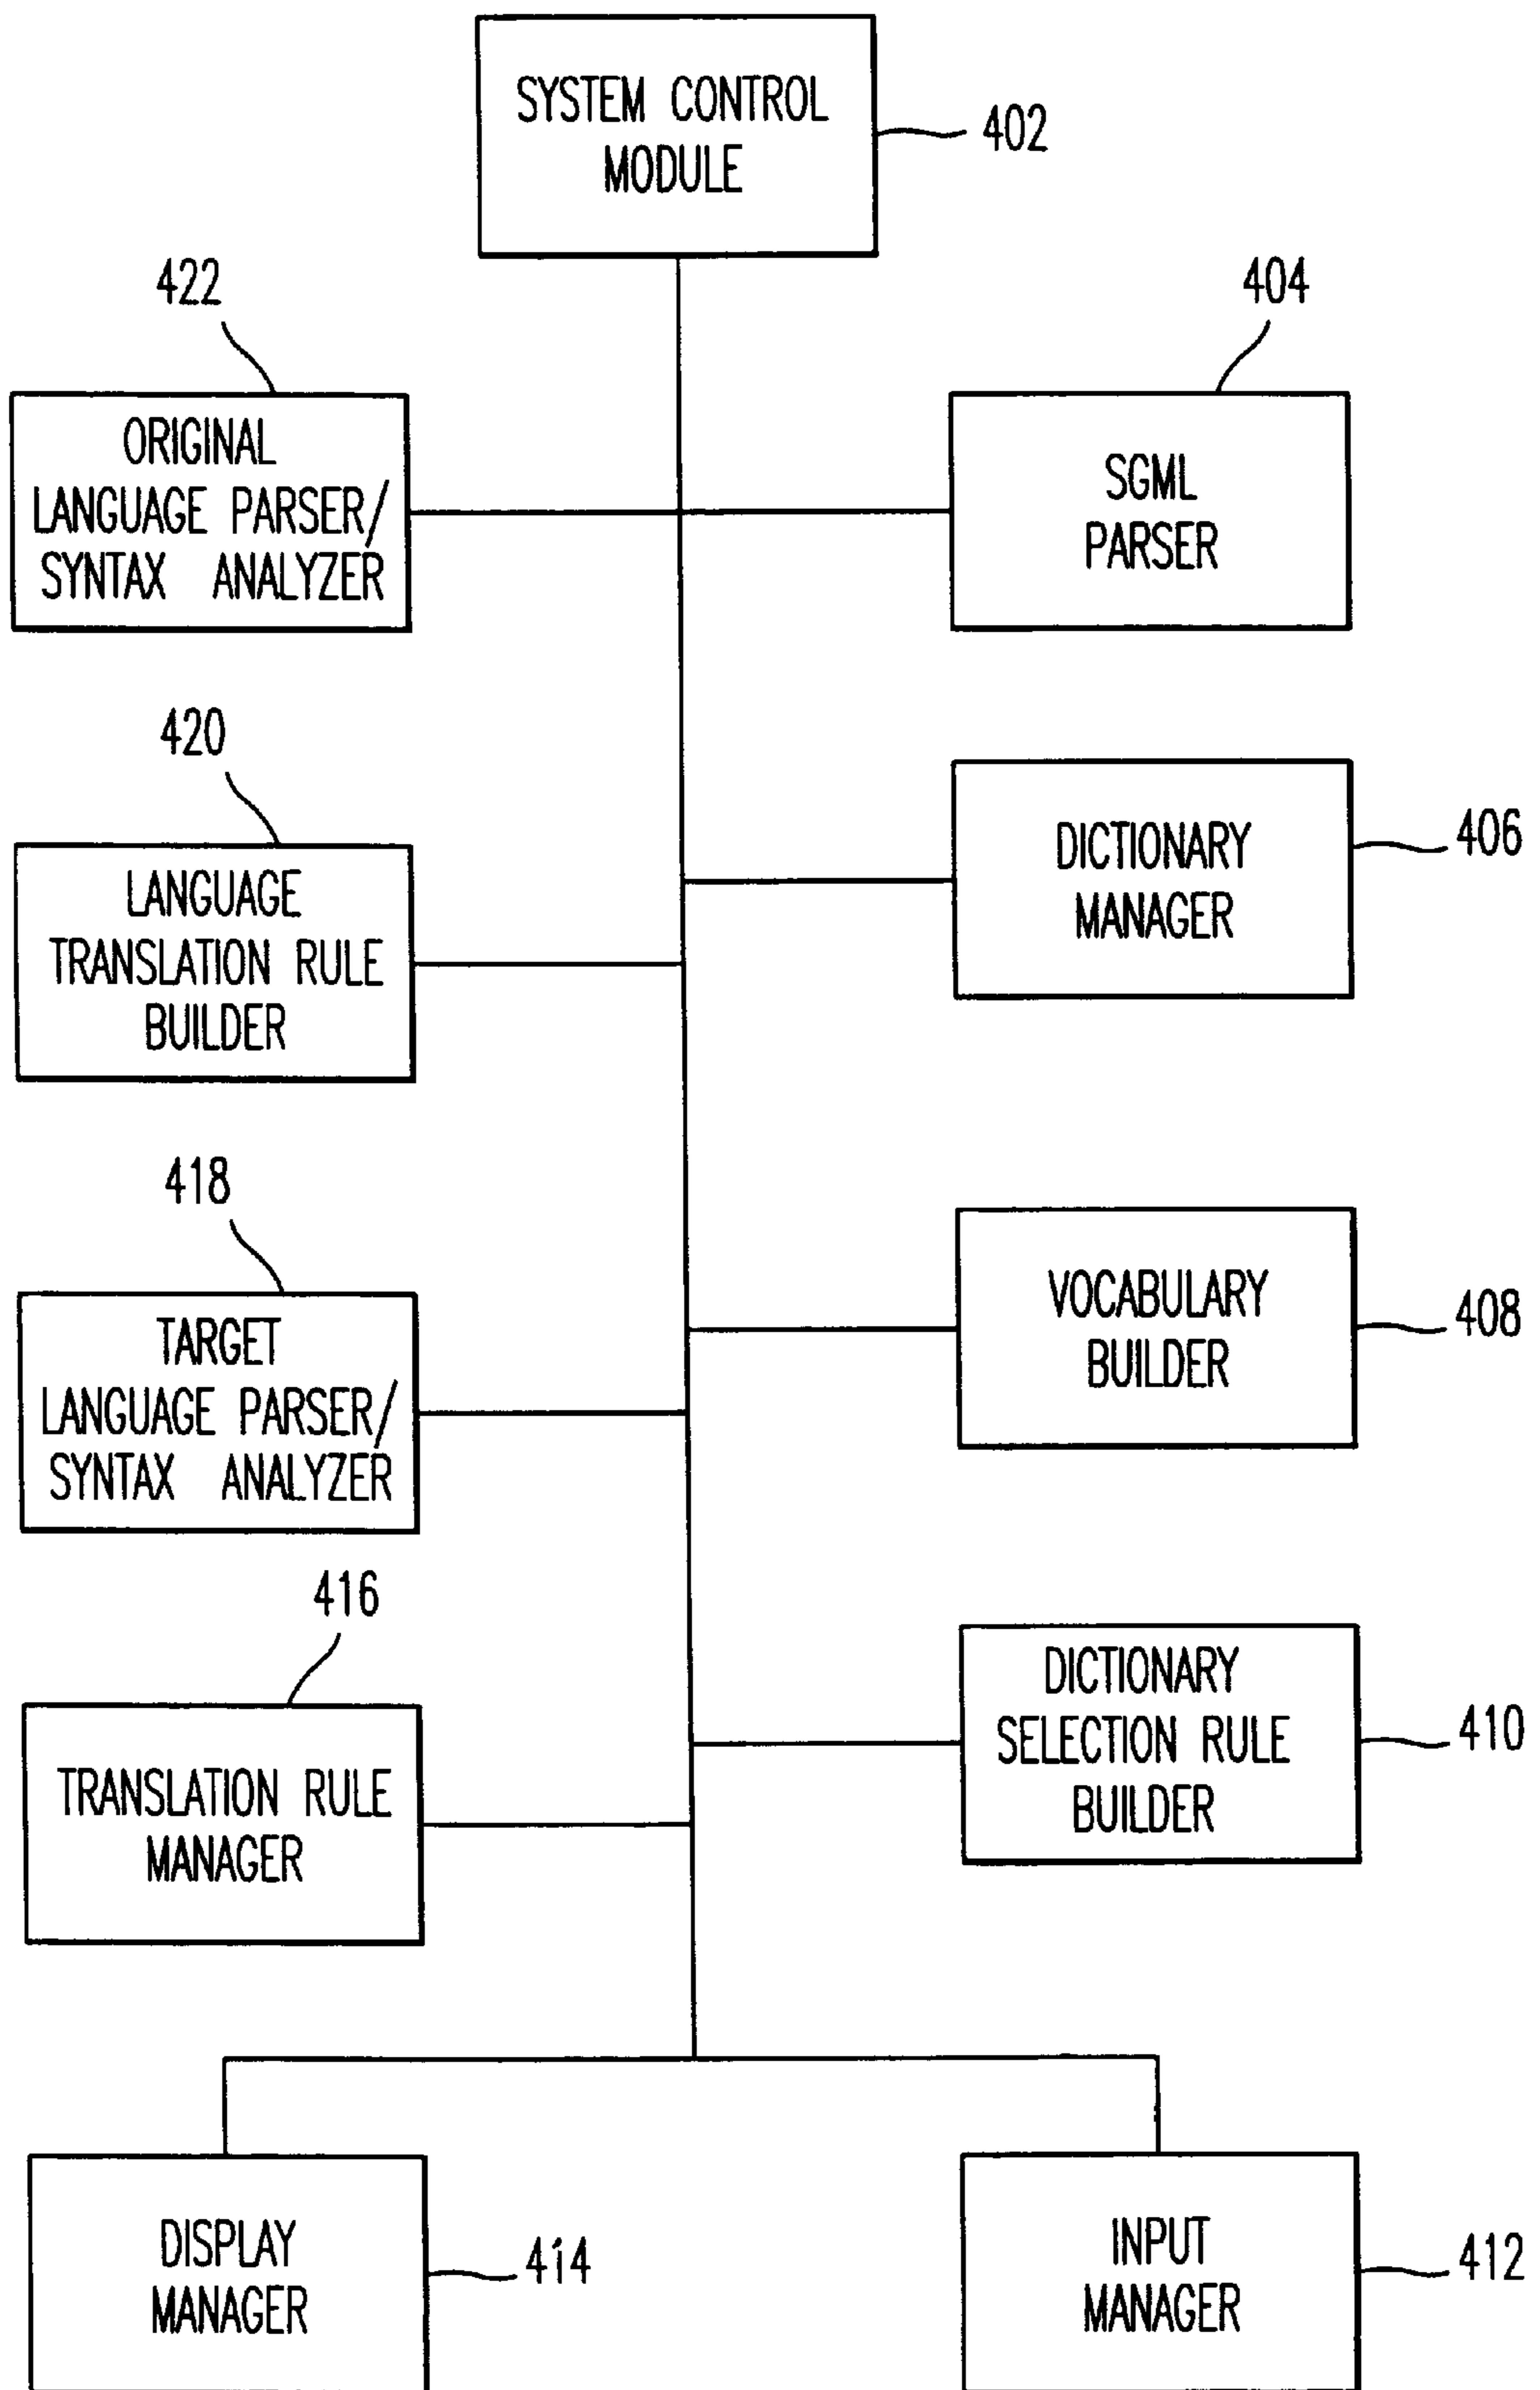 SYSTEM CONTROL
MODULE
402
422
ORIGINAL
LANGUAGE PARSER/
SYNTAX ANALYZER
404
SGML
PARSER
420
LANGUAGE
TRANSLATION RULE
BUILDER
DICTIONARY
MANAGER
406
418
TARGET
LANGUAGE PARSER/
SYNTAX ANALYZER
VOCABULARY
BUILDER
408
416
TRANSLATION RULE
MANAGER
DICTIONARY
SELECTION RULE
BUILDER
410
DISPLAY
MANAGER
414
INPUT
MANAGER
412